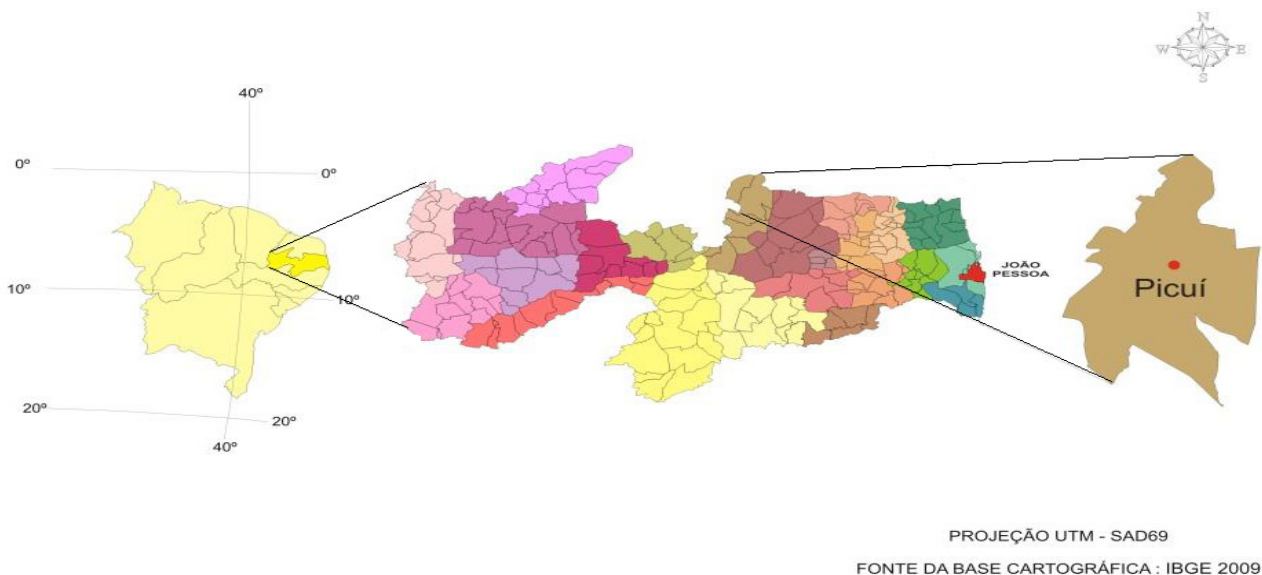 N
W E
S
40º
0º
0º
JOÃO
PESSOA
Picuí
10º
10º
20º
20º
40º
PROJEÇÃO UTM - SAD69
FONTE DA BASE CARTOGRÁFICA : IBGE 2009